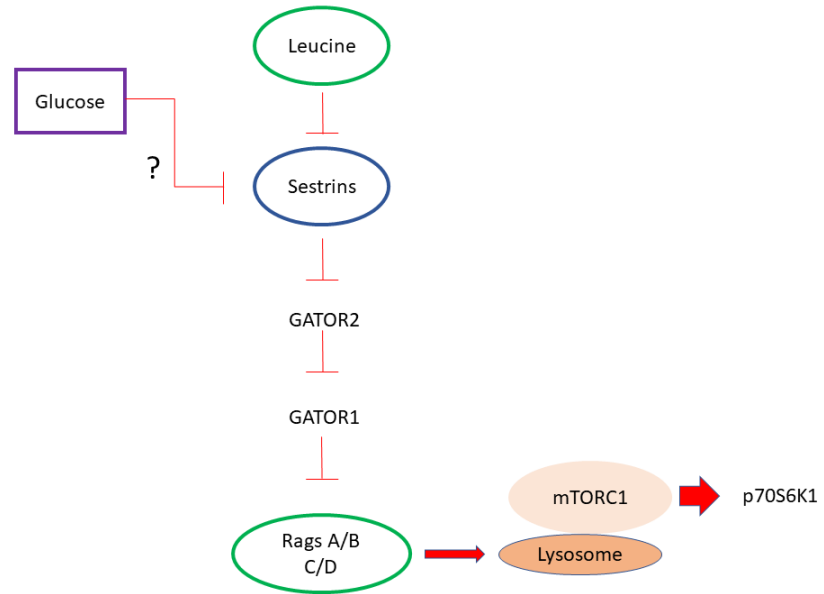 Leucine
Glucose
?
Sestrins
GATOR2
GATOR1
mTORC1
p70S6K1
Rags A/B
C/D
Lysosome